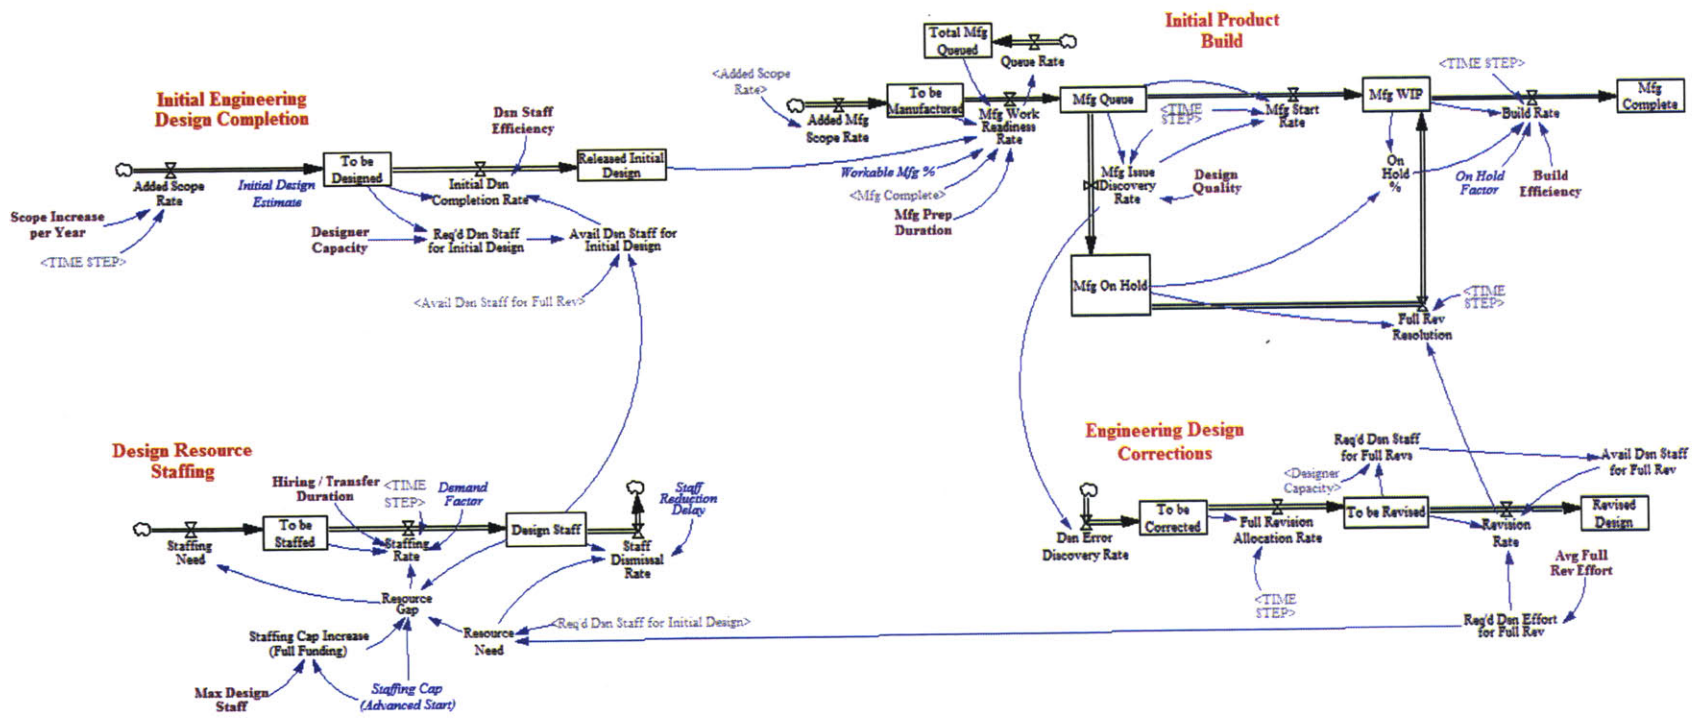 Initial Product
Build
Total Mfg
Queued
Queue Rate
<Added Scope
Rate>
<TIME STEP>
Initial Engineering
Design Completion
Dsn Staff
Efficiency
To be
Manufactured
Added Mfg
Scope Rate
Mfg Work
Readiness
Rate
Mfg Queue
<TIME
STEP>
Mfg Start
Rate
Mfg WIP
Build Rate
Mfg
Complete
To be
Designed
Released Initial
Design
Added Scope
Rate
Initial Design
Estimate
Initial Dsn
Completion Rate
Workable Mfg %
<Mfg Complete>
Mfg Prep
Duration
Mfg Issue
Discovery
Rate
Design
Quality
On
Hold
%
On Hold
Factor
Build
Efficiency
Scope Increase
per Year
<TIME STEP>
Designer
Capacity
Req'd Dsn Staff
for Initial Design
Avail Dsn Staff for
Initial Design
<Avail Dsn Staff for Full Rev>
Mfg On Hold
<TIME
STEP>
Full Rev
Resolution
Design Resource
Staffing
Engineering Design
Corrections
Req'd Dsn Staff
for Full Revs
Avail Dsn Staff
for Full Rev
<Designer
Capacity>
Hiring / Transfer
Duration
<TIME
STEP>
Demand
Factor
Staff
Reduction
Delay
To be
Staffed
Design Staff
Staffing
Need
Staffing
Rate
Staff
Dismissal
Rate
To be
Corrected
To be Revised
Revised
Design
Dsn Error
Discovery Rate
Full Revision
Allocation Rate
Revision
Rate
Avg Full
Rev Effort
<TIME
STEP>
Resource
Gap
Resource
Need
<Req'd Dsn Staff for Initial Design>
Req'd Dsn Effort
for Full Rev
Staffing Cap Increase
(Full Funding)
Max Design
Staff
Staffing Cap
(Advanced Start)